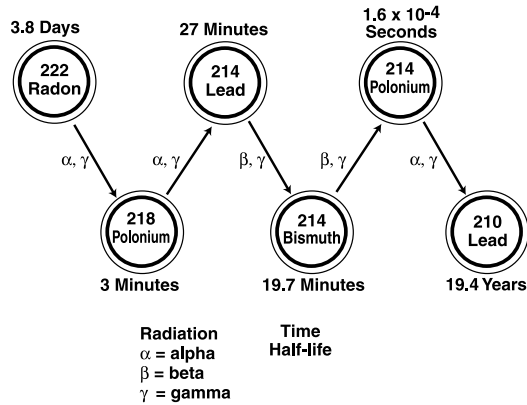 3.8 Days
222
Radon
α, γ
218
Polonium
3 Minutes
α, γ
27 Minutes
214
Lead
β, γ
214
Bismuth
19.7 Minutes
β, γ
1.6 x 10-4
Seconds
214
Polonium
α, γ
210
Lead
19.4 Years
Radiation
α = alpha
β = beta
γ = gamma
Time
Half-life